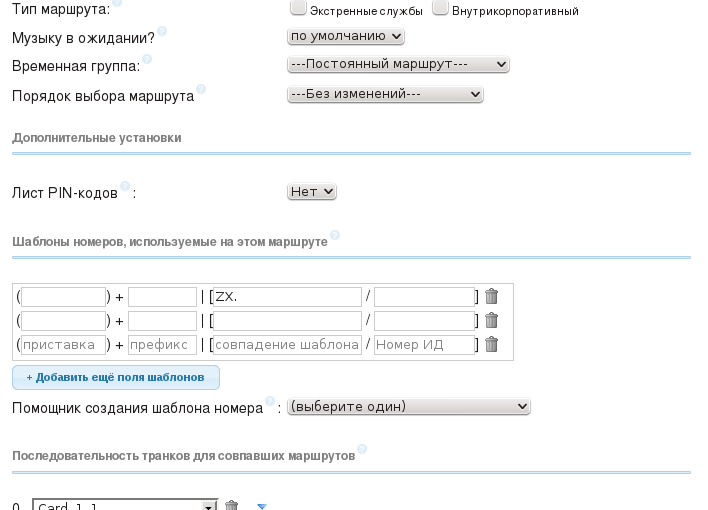 Тип маршрута: Экстренные службы Внутрикорпоративный
Музыку в ожидании? по умолчанию
Временная группа: ---Постоянный маршрут---
Порядок выбора маршрута ---Без изменений---
Дополнительные установки
Лист PIN-кодов : Нет
Шаблоны номеров, используемые на этом маршруте
( ) + | [ZX. / ]
( ) + | [ / ]
(приставка) + префикс | [совпадение шаблона / Номер ИД ]
+ Добавить ещё поля шаблонов
Помощник создания шаблона номера : (выберите один)
Последовательность транков для совпавших маршрутов